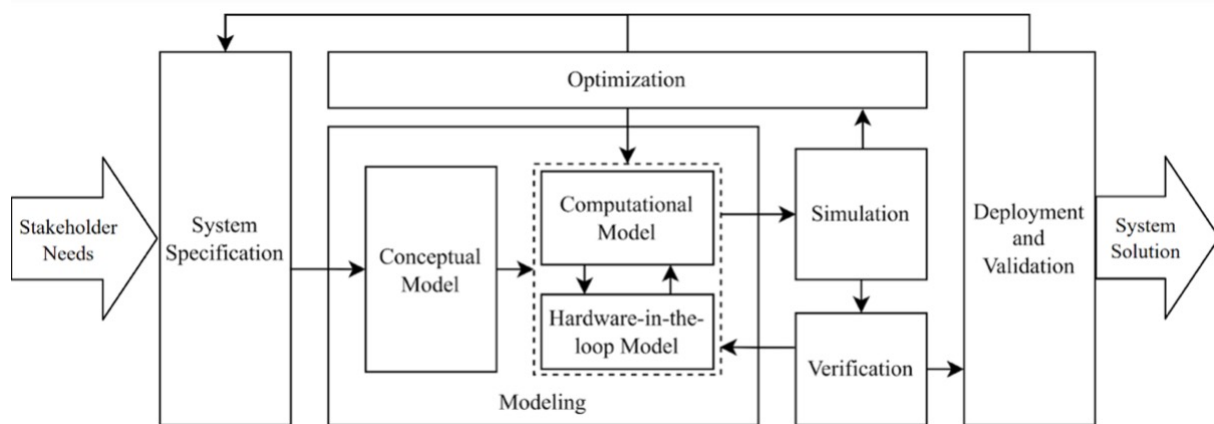 Optimization
Stakeholder
Needs
System
Specification
Conceptual
Model
Computational
Model
Hardware-in-the-
loop Model
Modeling
Simulation
Verification
Deployment
and
Validation
System
Solution